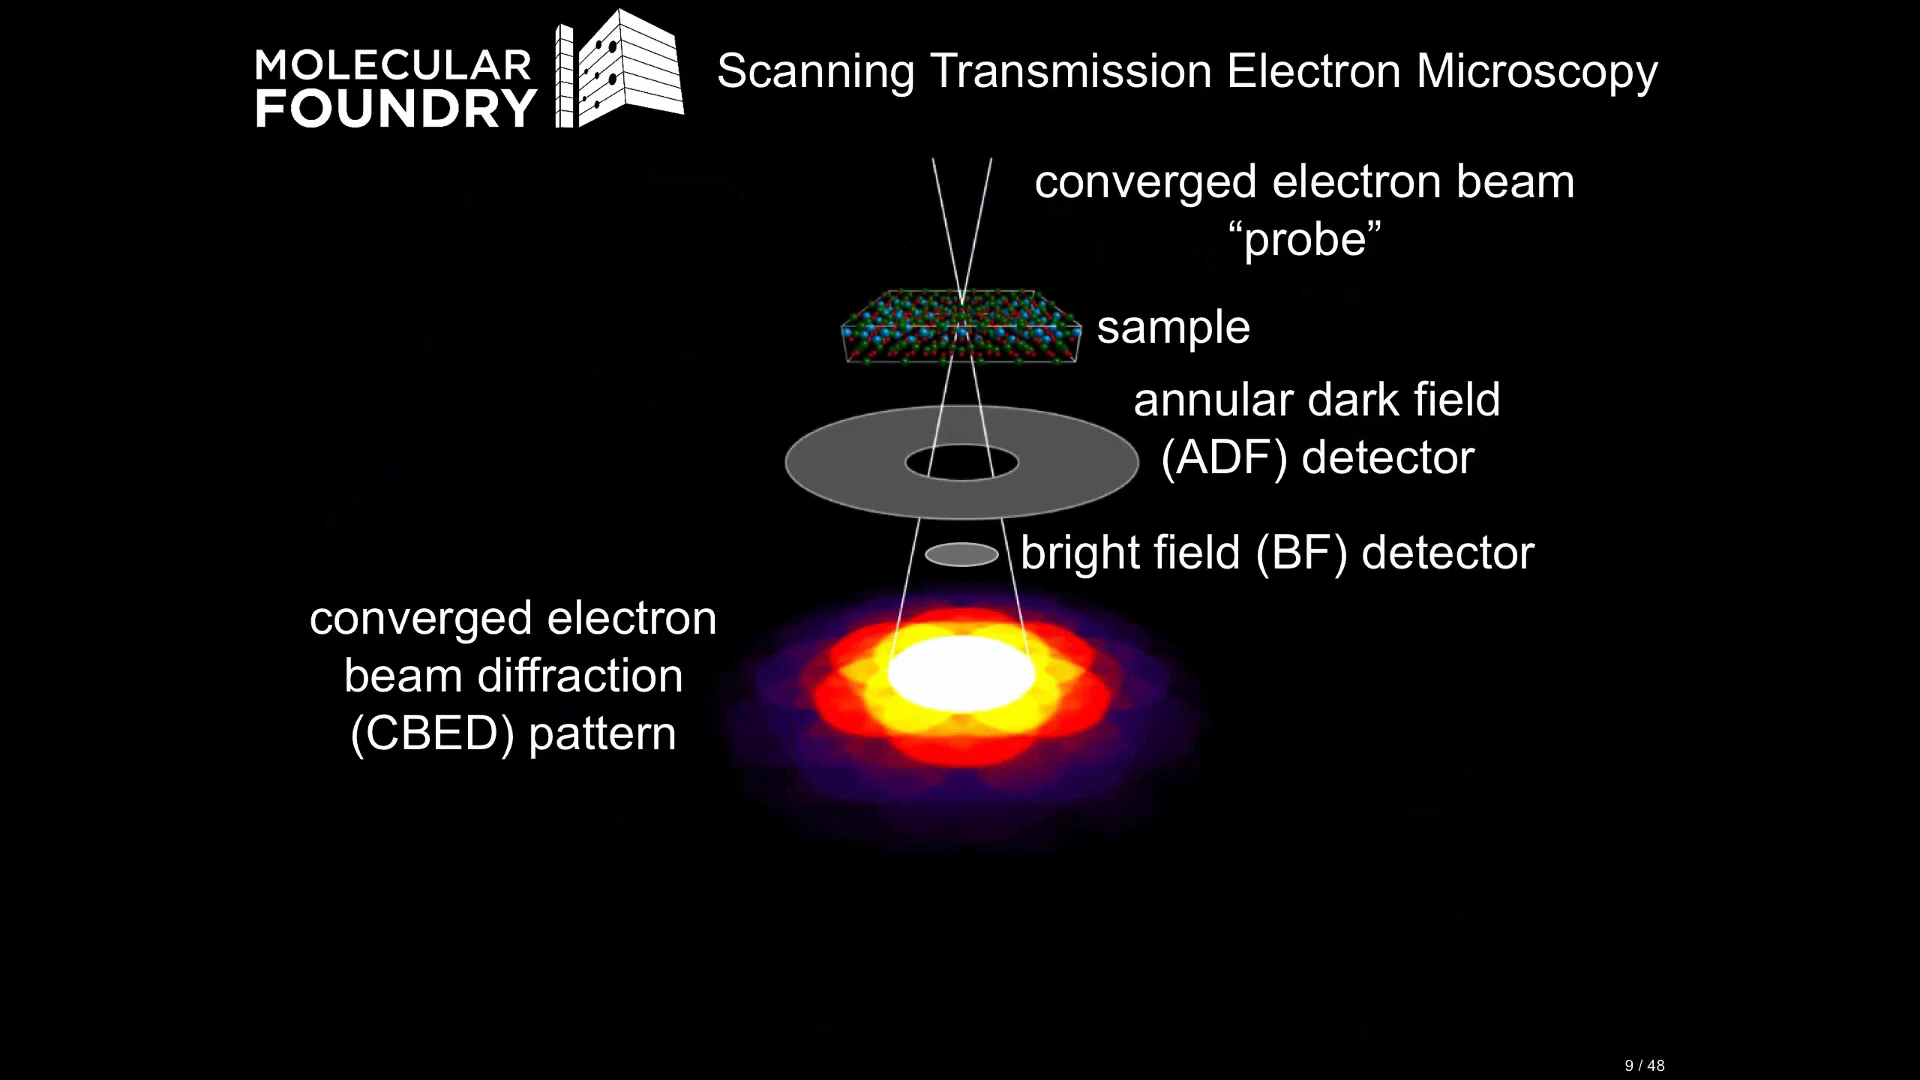 MOLECULAR
FOUNDRY
Scanning Transmission Electron Microscopy
converged electron beam
“probe”
sample
annular dark field
(ADF) detector
bright field (BF) detector
converged electron
beam diffraction
(CBED) pattern
9 / 48